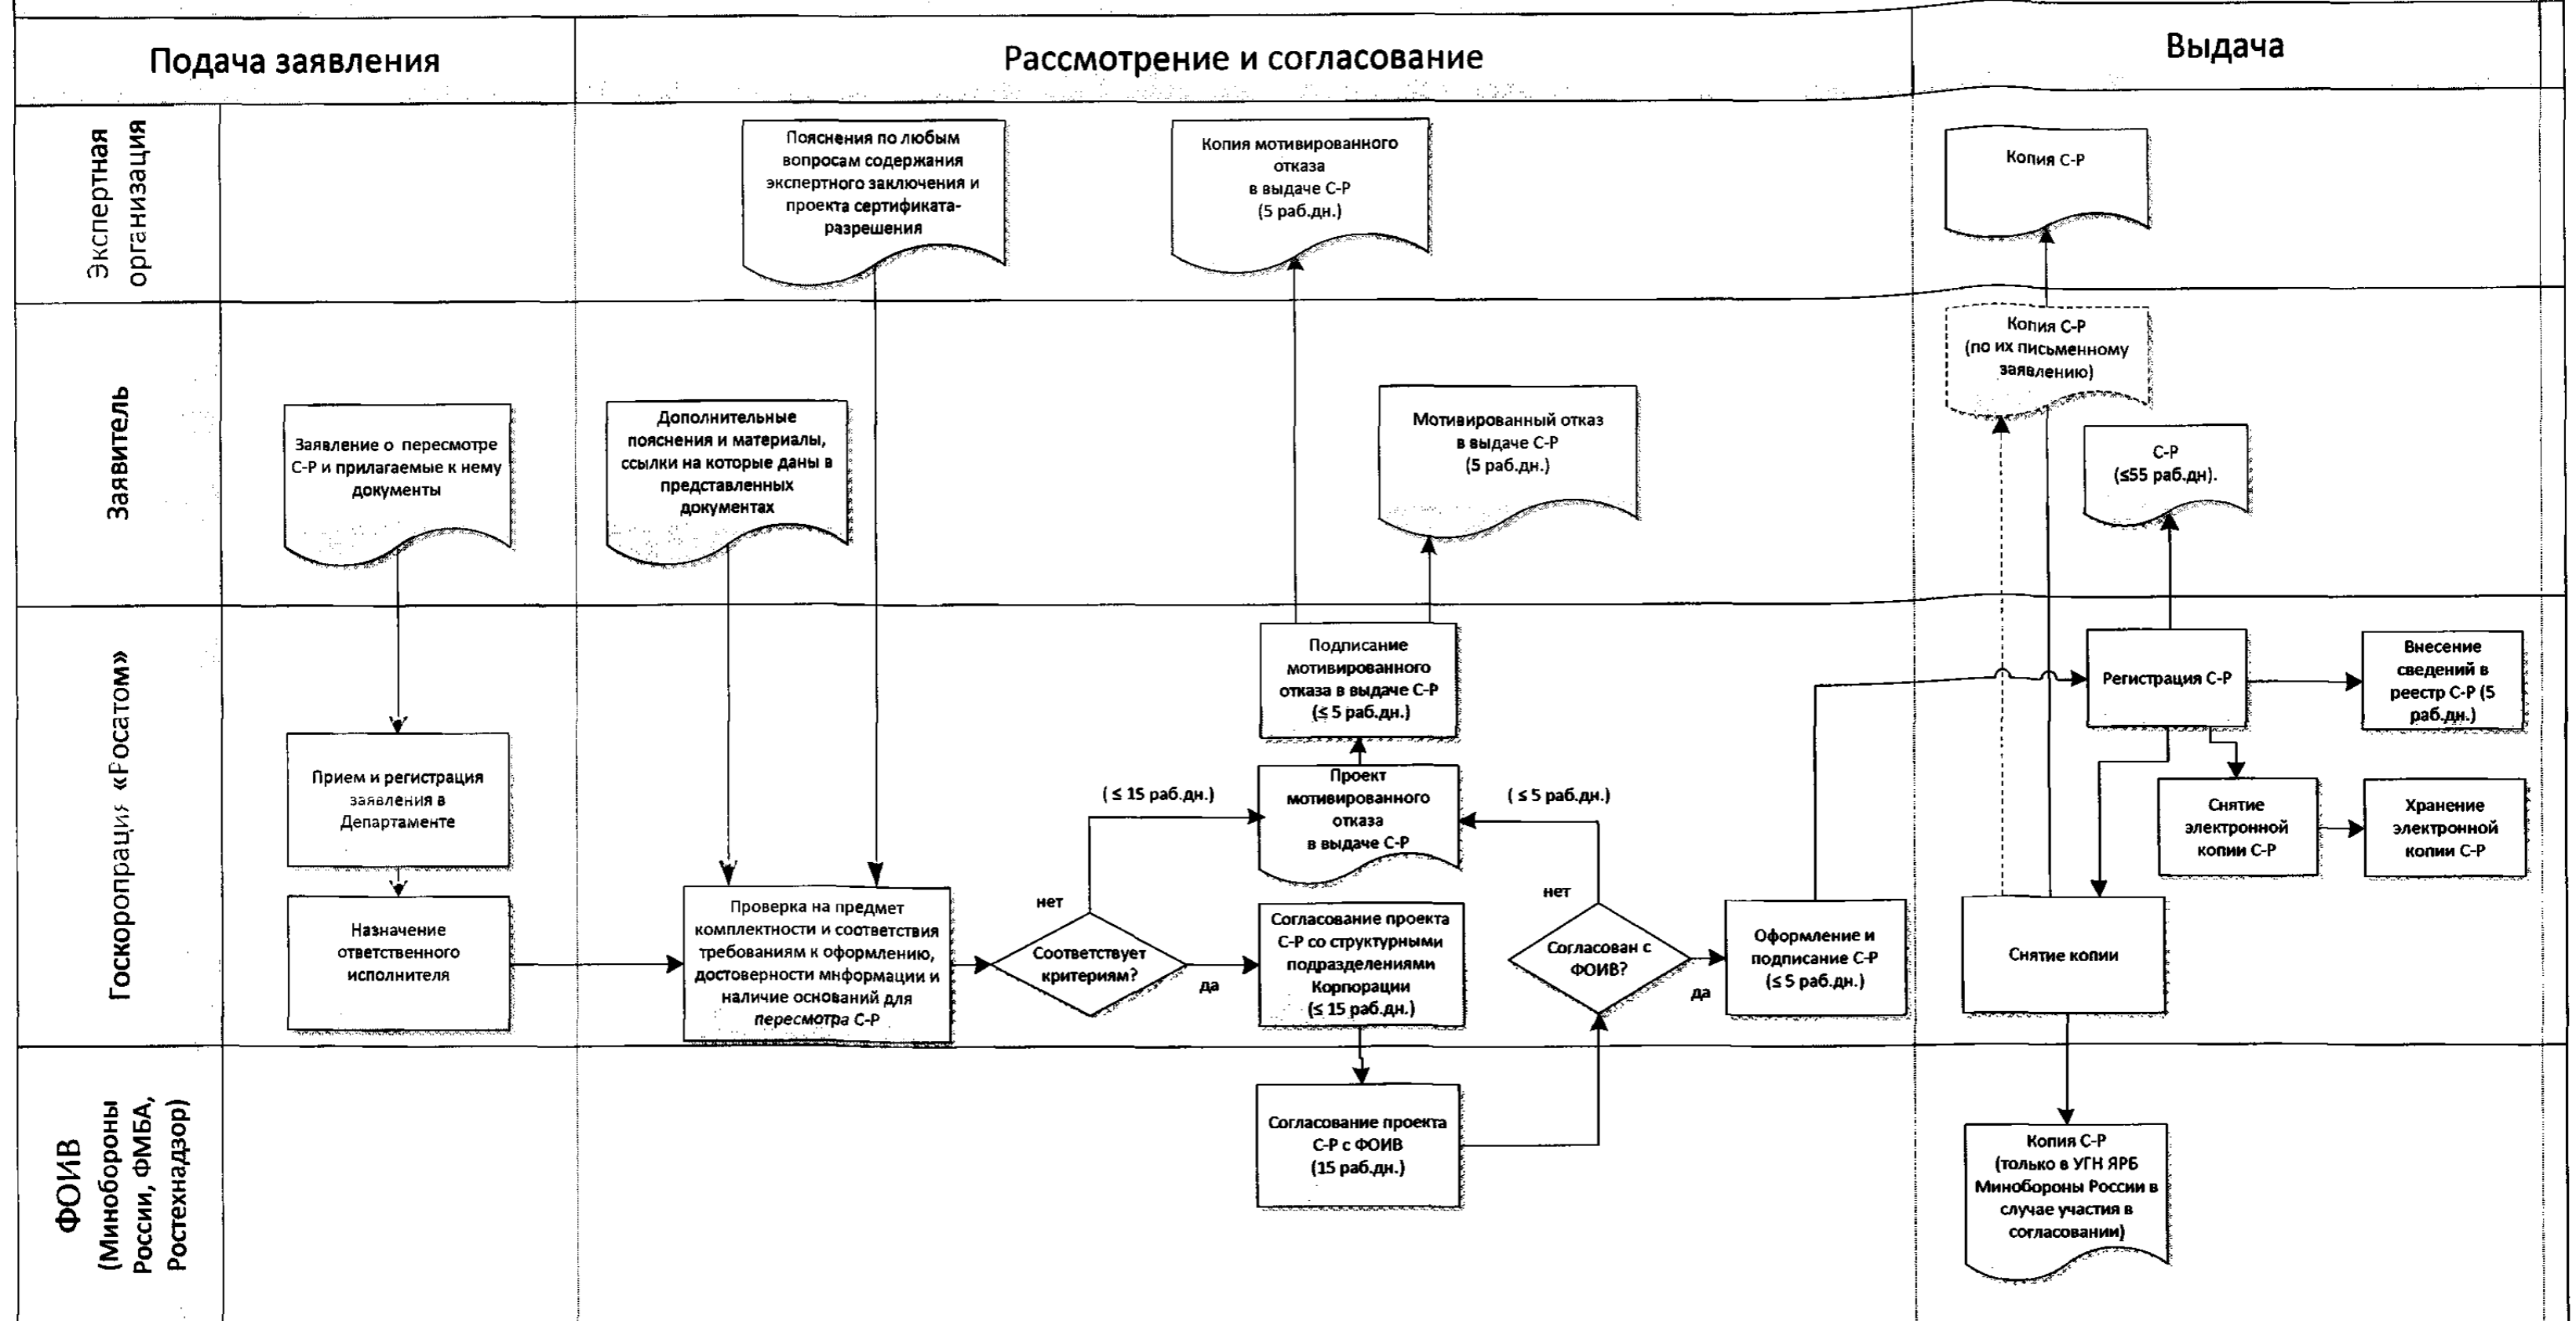 Подача заявления
Рассмотрение и согласование
Выдача
Экспертная
организация
Пояснения по любым
вопросам содержания
экспертного заключения и
проекта сертификата-
разрешения
Копия мотивированного
отказа
в выдаче С-Р
(5 раб.дн.)
Копия С-Р
Заявитель
Заявление о пересмотре
С-Р и прилагаемые к нему
документы
Дополнительные
пояснения и материалы,
ссылки на которые даны в
представленных
документах
Мотивированный отказ
в выдаче С-Р
(5 раб.дн.)
Копия С-Р
(по их письменному
заявлению)
С-Р
(≤55 раб.дн).
Госкорпорация «Росатом»
Прием и регистрация
заявления в
Департаменте
Назначение
ответственного
исполнителя
Проверка на предмет
комплектности и соответствия
требованиям к оформлению,
достоверности информации и
наличие оснований для
пересмотра С-Р
Соответствует
критериям?
нет
да
(≤ 15 раб.дн.)
Подписание
мотивированного
отказа в выдаче С-Р
(≤ 5 раб.дн.)
Проект
мотивированного
отказа
в выдаче С-Р
(≤ 5 раб.дн.)
Согласование проекта
С-Р со структурными
подразделениями
Корпорации
(≤ 15 раб.дн.)
нет
Согласован с
ФОИВ?
да
Оформление и
подписание С-Р
(≤ 5 раб.дн.)
Регистрация С-Р
Внесение
сведений в
реестр С-Р (5
раб.дн.)
Снятие
электронной
копии С-Р
Хранение
электронной
копии С-Р
Снятие копии
ФОИВ
(Минобороны
России, ФМБА,
Ростехнадзор)
Согласование проекта
С-Р с ФОИВ
(15 раб.дн.)
Копия С-Р
(только в УГН ЯРБ
Минобороны России в
случае участия в
согласовании)